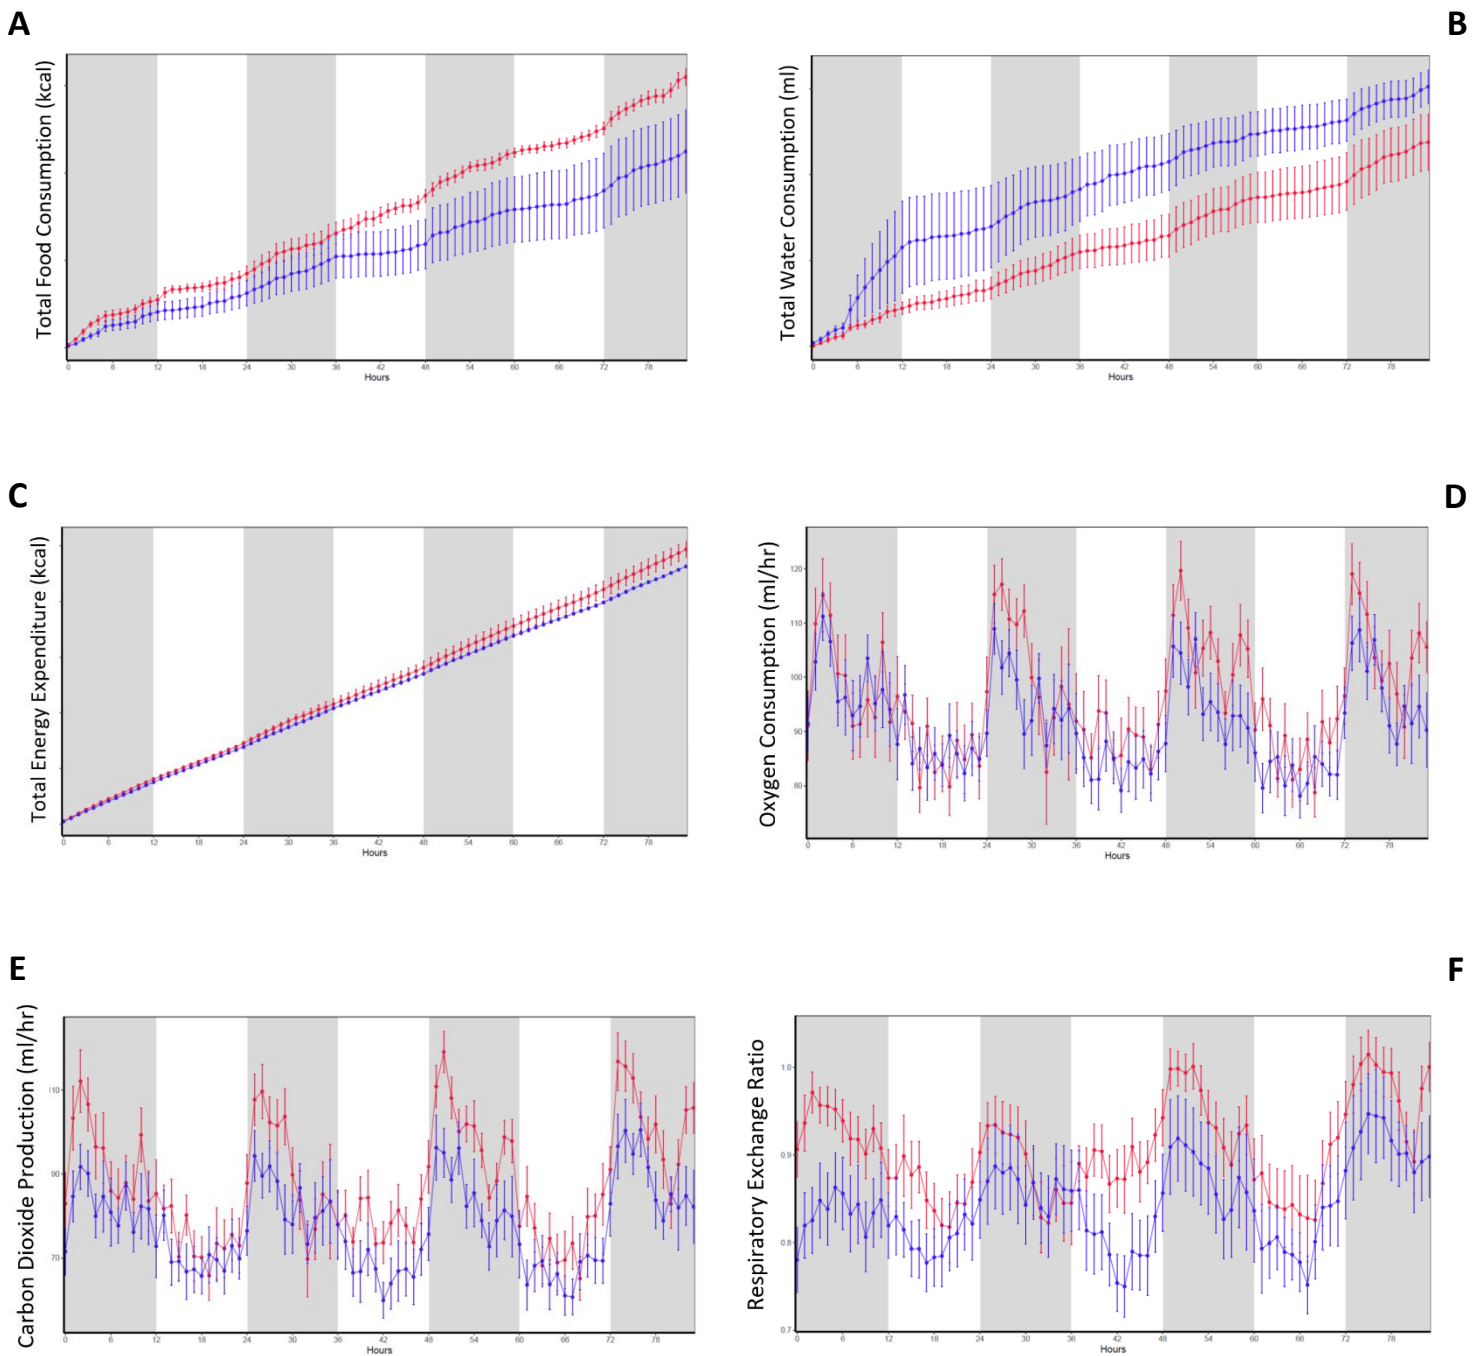 A
B
Total Food Consumption (kcal)
0 6 12 18 24 30 36 42 48 54 60 66 72 78
Hours
Total Water Consumption (ml)
0 6 12 18 24 30 36 42 48 54 60 66 72 78
Hours
C
D
Total Energy Expenditure (kcal)
0 6 12 18 24 30 36 42 48 54 60 66 72 78
Hours
Oxygen Consumption (ml/hr)
120
110
100
90
80
0 6 12 18 24 30 36 42 48 54 60 66 72 78
Hours
E
F
Carbon Dioxide Production (ml/hr)
110
90
70
0 6 12 18 24 30 36 42 48 54 60 66 72 78
Hours
Respiratory Exchange Ratio
1.0
0.9
0.8
0.7
0 6 12 18 24 30 36 42 48 54 60 66 72 78
Hours